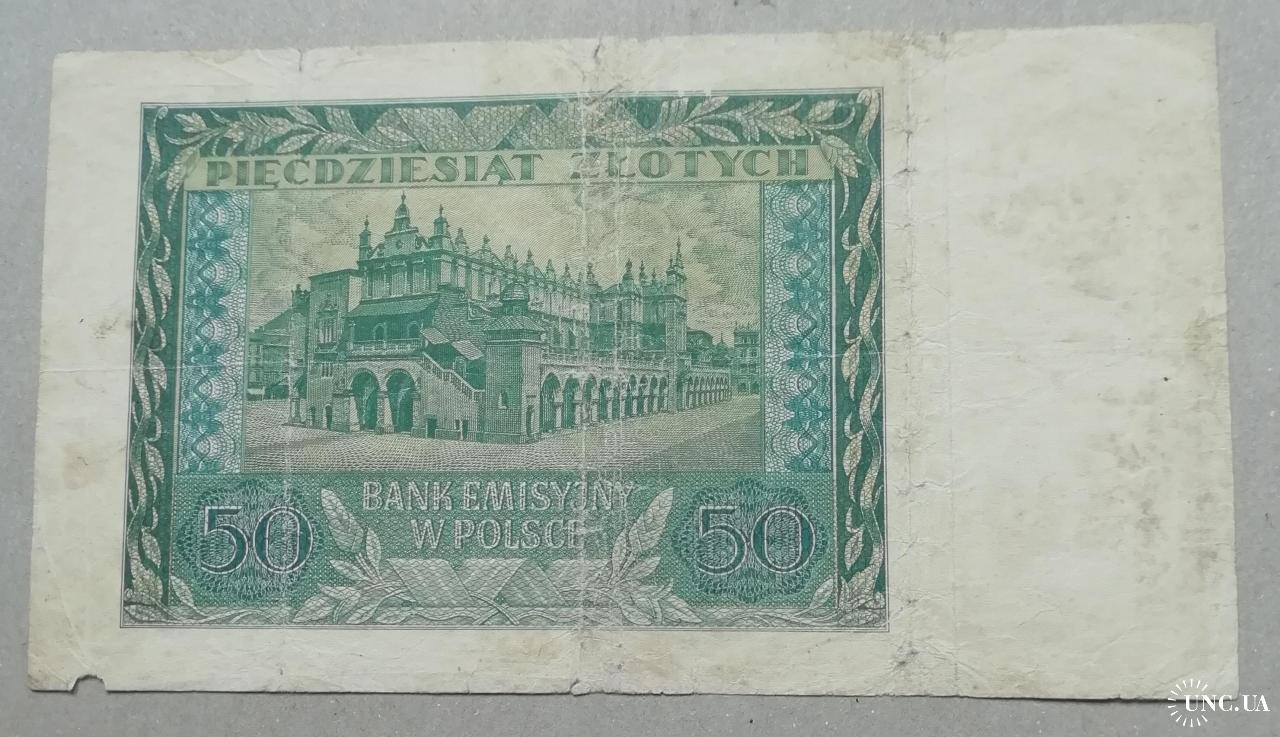 PIĘCDZIESIĄT ZŁOTYCH
BANK EMISYJNY
W POLSCE
50 50
UNC.UA